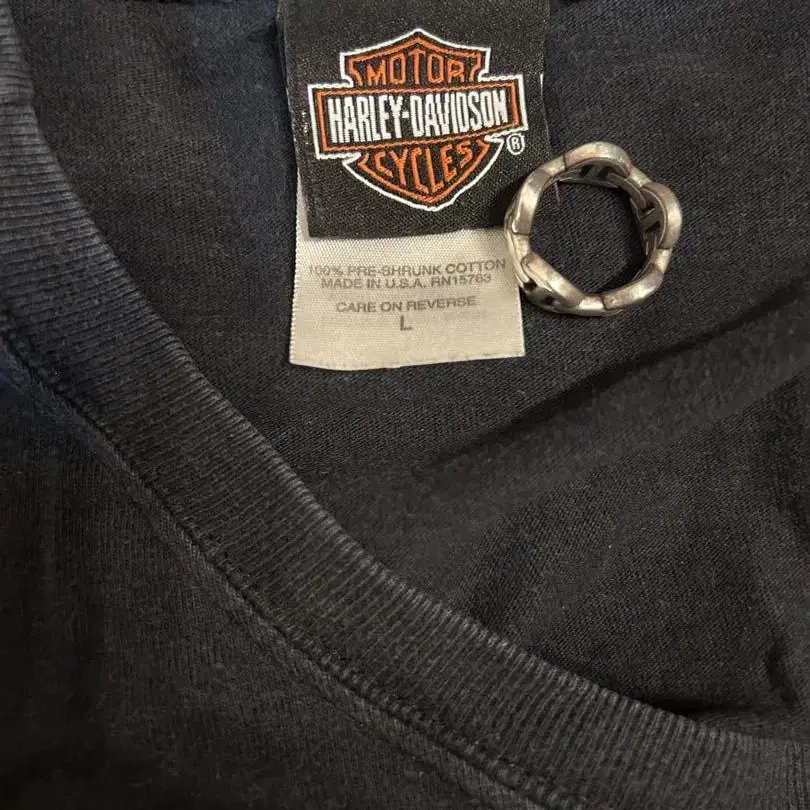 MOTOR
HARLEY-DAVIDSON
CYCLES
®
100% PRE-SHRUNK COTTON
MADE IN U.S.A. RN15763
CARE ON REVERSE
L